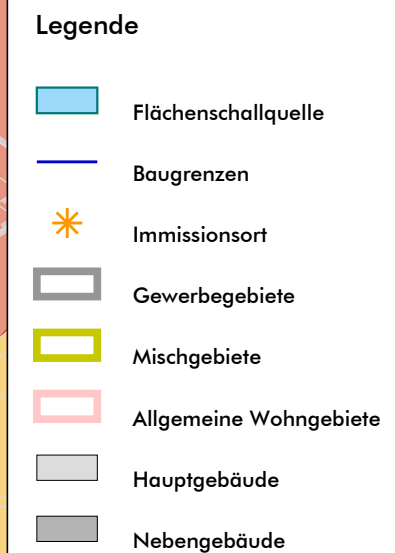 Legende
Flächenschallquelle
Baugrenzen
Immissionsort
Gewerbegebiete
Mischgebiete
Allgemeine Wohngebiete
Hauptgebäude
Nebengebäude